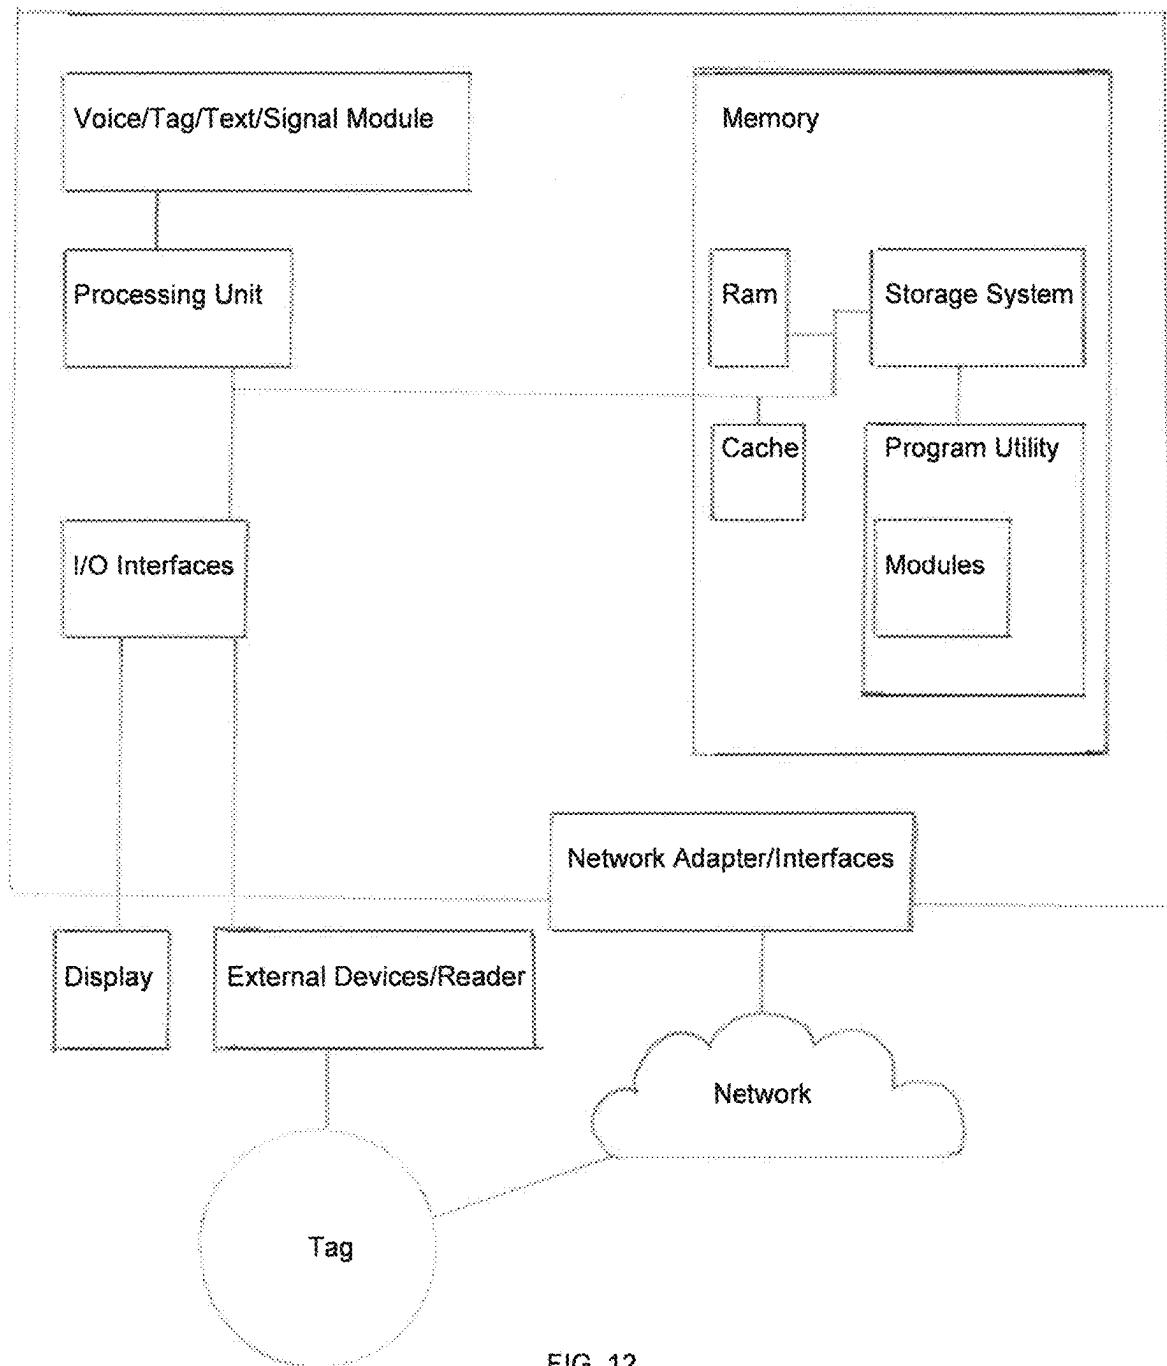 Voice/Tag/Text/Signal Module
Memory
Processing Unit
Ram
Storage System
Cache
Program Utility
I/O Interfaces
Modules
Network Adapter/Interfaces
Display
External Devices/Reader
Network
Tag
FIG. 12